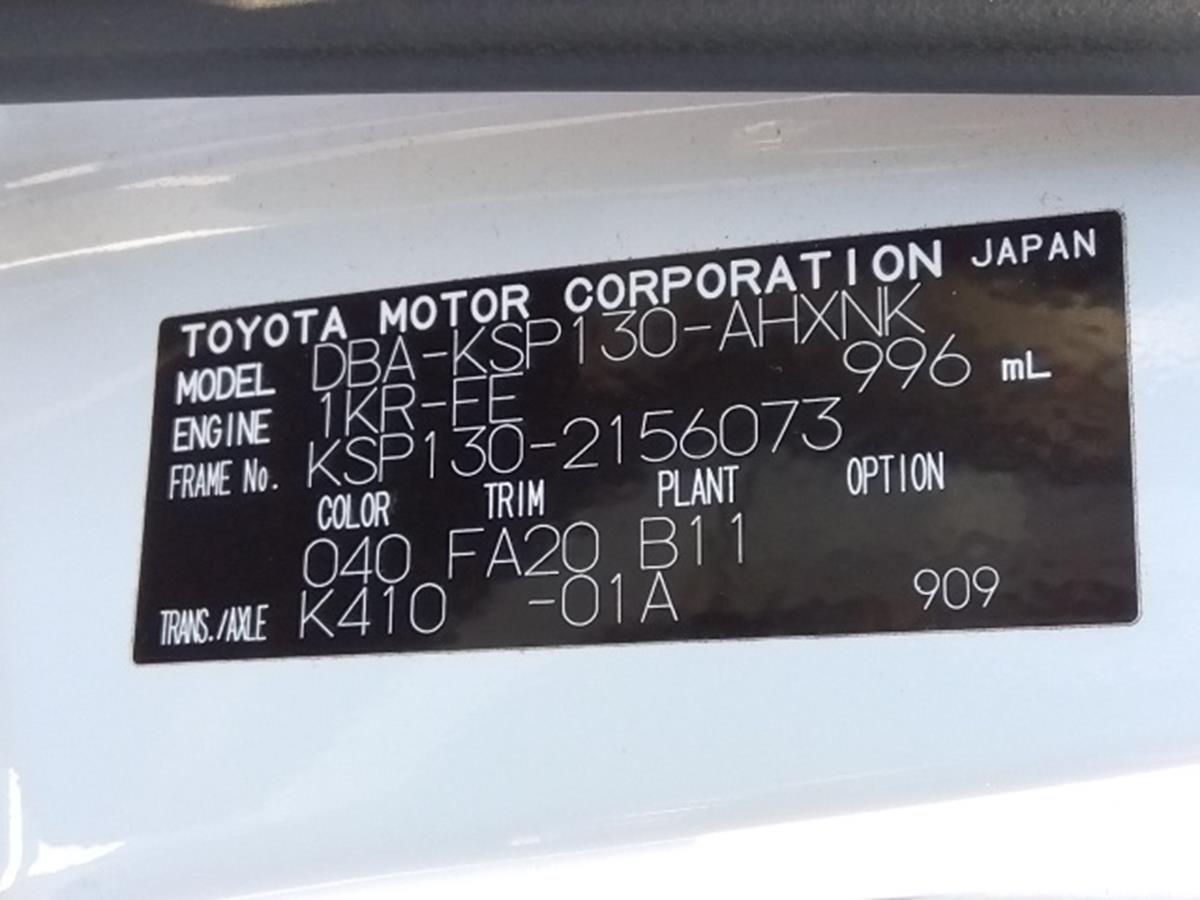 TOYOTA MOTOR CORPORATION JAPAN
MODEL DBA-KSP130-AHXNK
ENGINE 1KR-FE 996 mL
FRAME No. KSP130-2156073
COLOR TRIM PLANT OPTION
040 FA20 B11
TRANS./AXLE K410 -01A 909